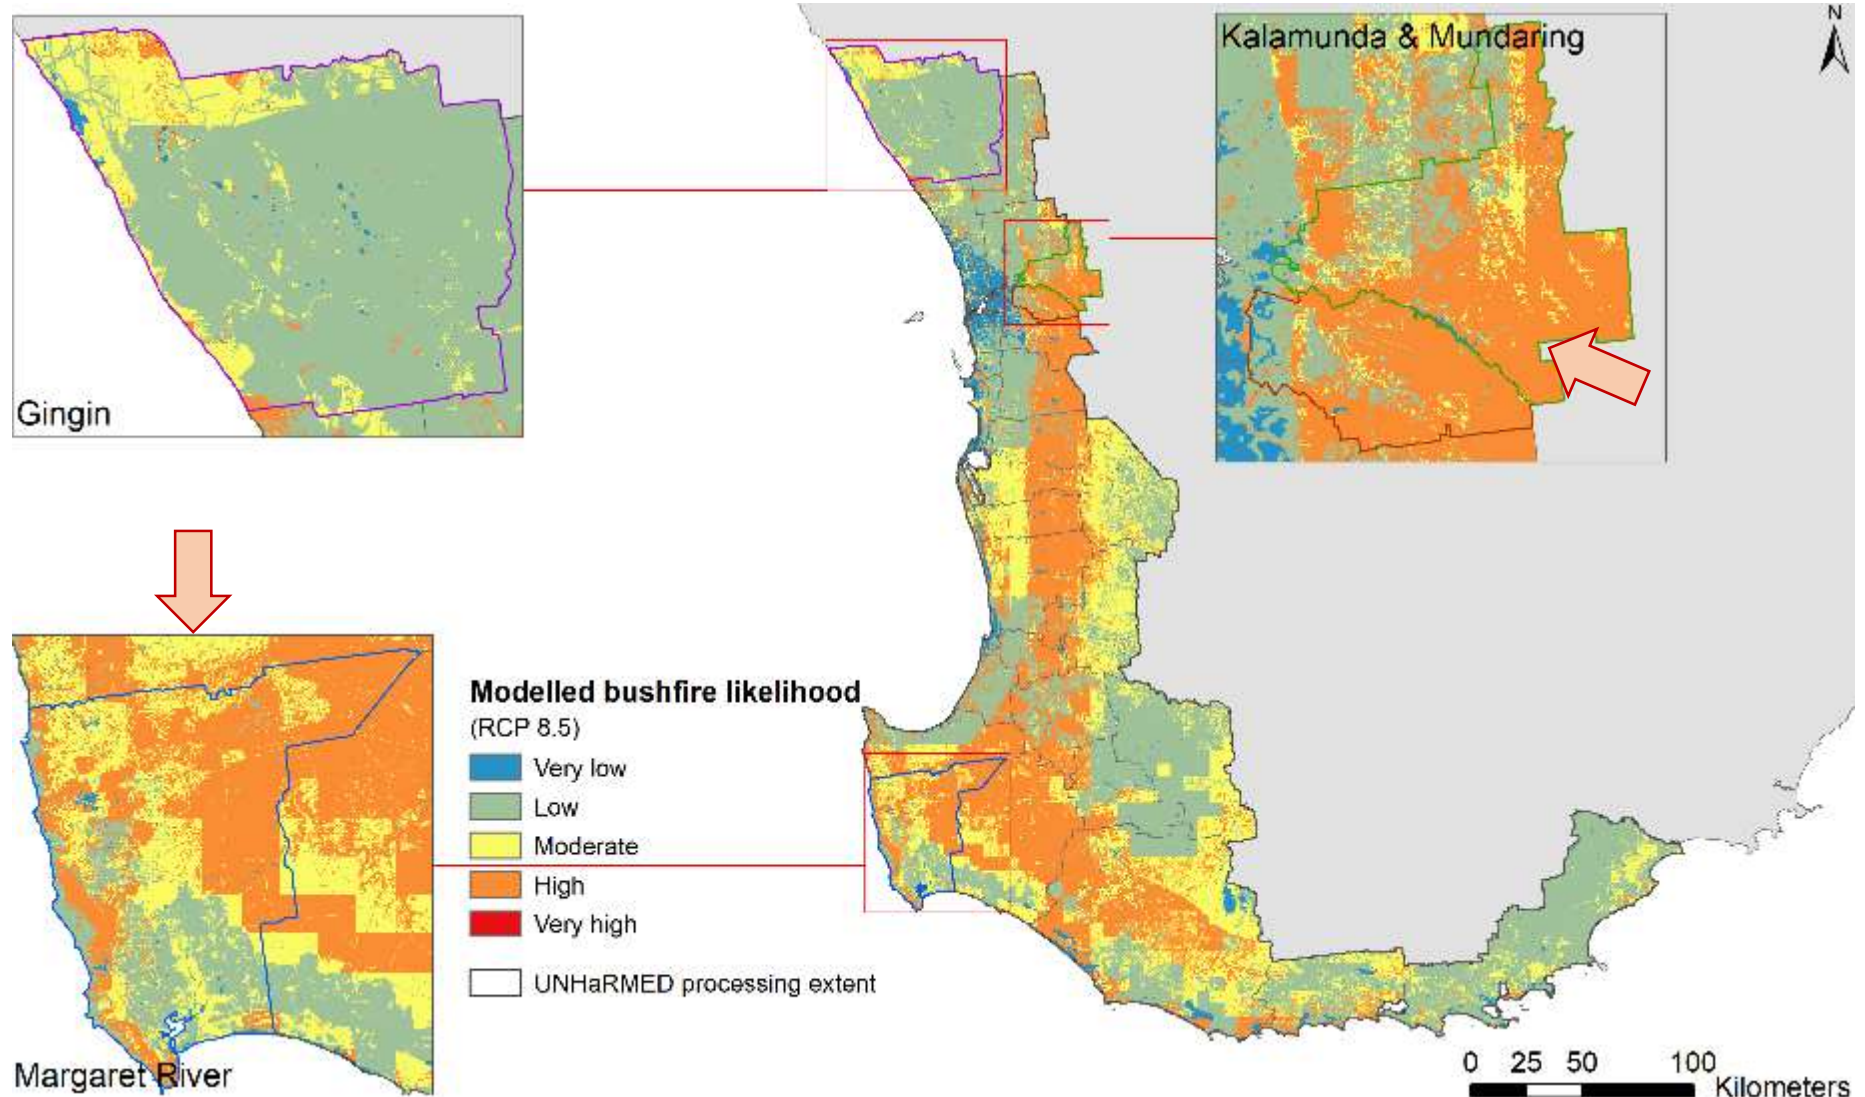 Kalamunda & Mundaring
N
Gingin
Modelled bushfire likelihood
(RCP 8.5)
Very low
Low
Moderate
High
Very high
UNHaRMED processing extent
Margaret River
0 25 50 100
Kilometers